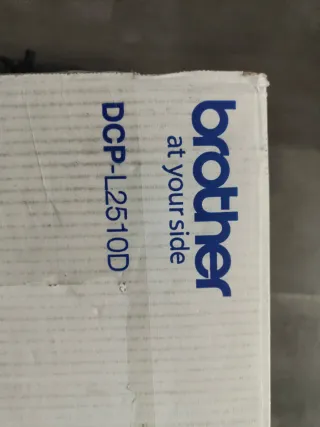 brother
at your side
DCP-L2510D